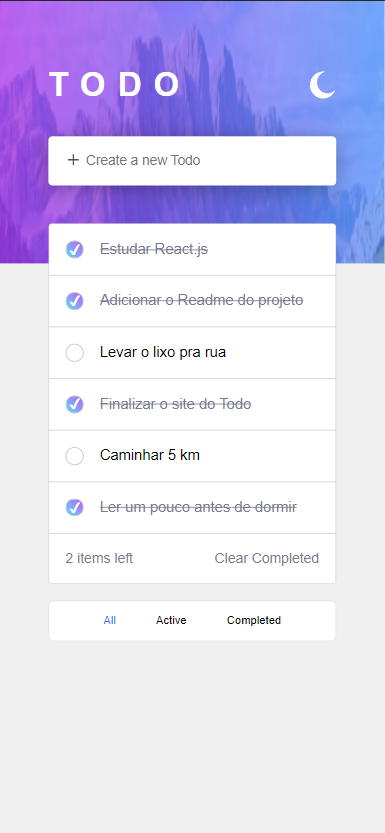 TODO
+ Create a new Todo
Estudar React.js
Adicionar o Readme do projeto
Levar o lixo pra rua
Finalizar o site do Todo
Caminhar 5 km
Ler um pouco antes de dormir
2 items left Clear Completed
All Active Completed